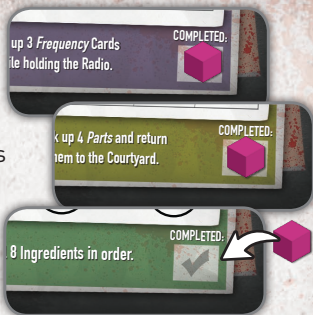 up 3 Frequency Cards
COMPLETED:
ile holding the Radio.
COMPLETED:
k up 4 Parts and return
s
hem to the Courtyard.
COMPLETED:
8 Ingredients in order.